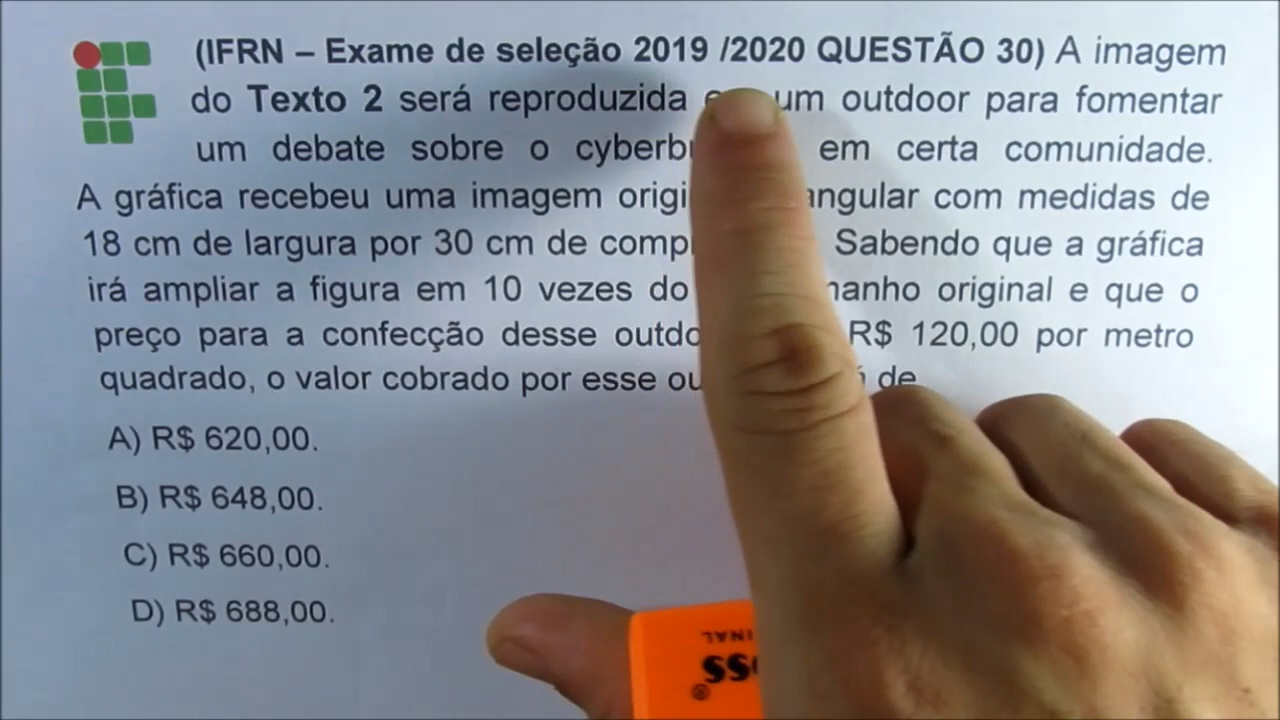 (IFRN – Exame de seleção 2019 /2020 QUESTÃO 30) A imagem
do Texto 2 será reproduzida um outdoor para fomentar
um debate sobre o em certa comunidade.
A gráfica recebeu uma imagem com medidas de
18 cm de largura por 30 cm de Sabendo que a gráfica
irá ampliar a figura em 10 vezes do original e que o
preço para a confecção desse R$ 120,00 por metro
quadrado, o valor cobrado por esse de
A) R$ 620,00.
B) R$ 648,00.
C) R$ 660,00.
D) R$ 688,00.